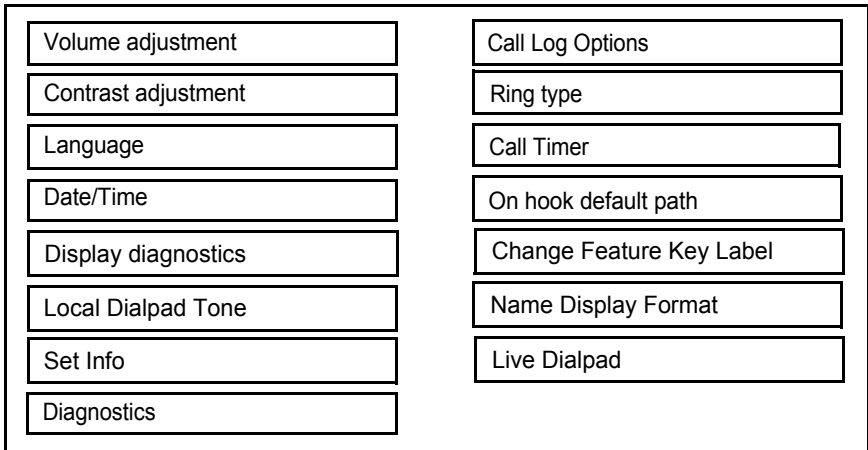 Volume adjustment
Contrast adjustment
Language
Date/Time
Display diagnostics
Local Dialpad Tone
Set Info
Diagnostics
Call Log Options
Ring type
Call Timer
On hook default path
Change Feature Key Label
Name Display Format
Live Dialpad